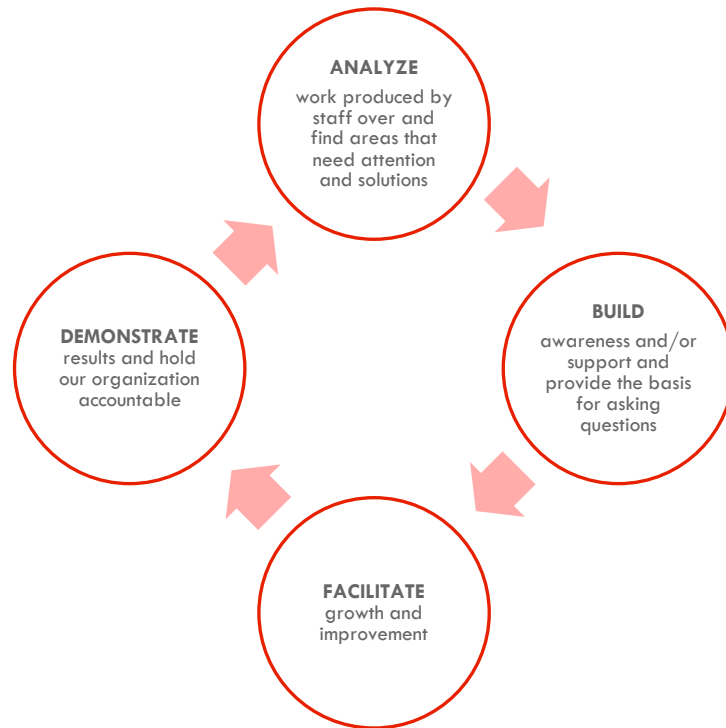 ANALYZE
work produced by
staff over and
find areas that
need attention
and solutions
BUILD
awareness and/or
support and
provide the basis
for asking
questions
FACILITATE
growth and
improvement
DEMONSTRATE
results and hold
our organization
accountable